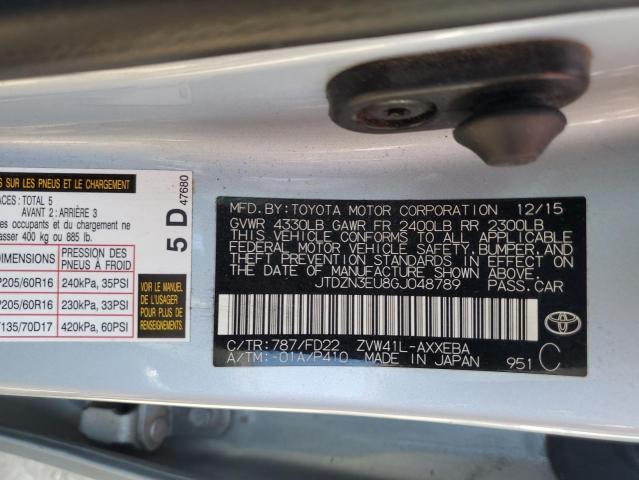 S SUR LES PNEUS ET LE CHARGEMENT
ACES: TOTAL 5
AVANT 2: ARRIÈRE 3
es occupants et du chargement ne
asser 400 kg ou 885 lb.
DIMENSIONS PRESSION DES PNEUS À FROID
P205/60R16 240kPa, 35PSI
P205/60R16 230kPa, 33PSI
T135/70D17 420kPa, 60PSI
VOIR LE MANUEL
DE L'USAGER
POUR PLUS DE
RENSEIGNEMENTS.
5 D 47680
MFD. BY: TOYOTA MOTOR CORPORATION 12/15
GVWR 4330LB GAWR FR 2400LB RR 2300LB
THIS VEHICLE CONFORMS TO ALL APPLICABLE
FEDERAL MOTOR VEHICLE SAFETY, BUMPER, AND
THEFT PREVENTION STANDARDS IN EFFECT ON
THE DATE OF MANUFACTURE SHOWN ABOVE.
JTDZN3EU8GJ048789 PASS.CAR
C/TR: 787/FD22 ZVW41L-AXXEBA
A/TM: -01A/P410 MADE IN JAPAN 951 C
TOYOTA